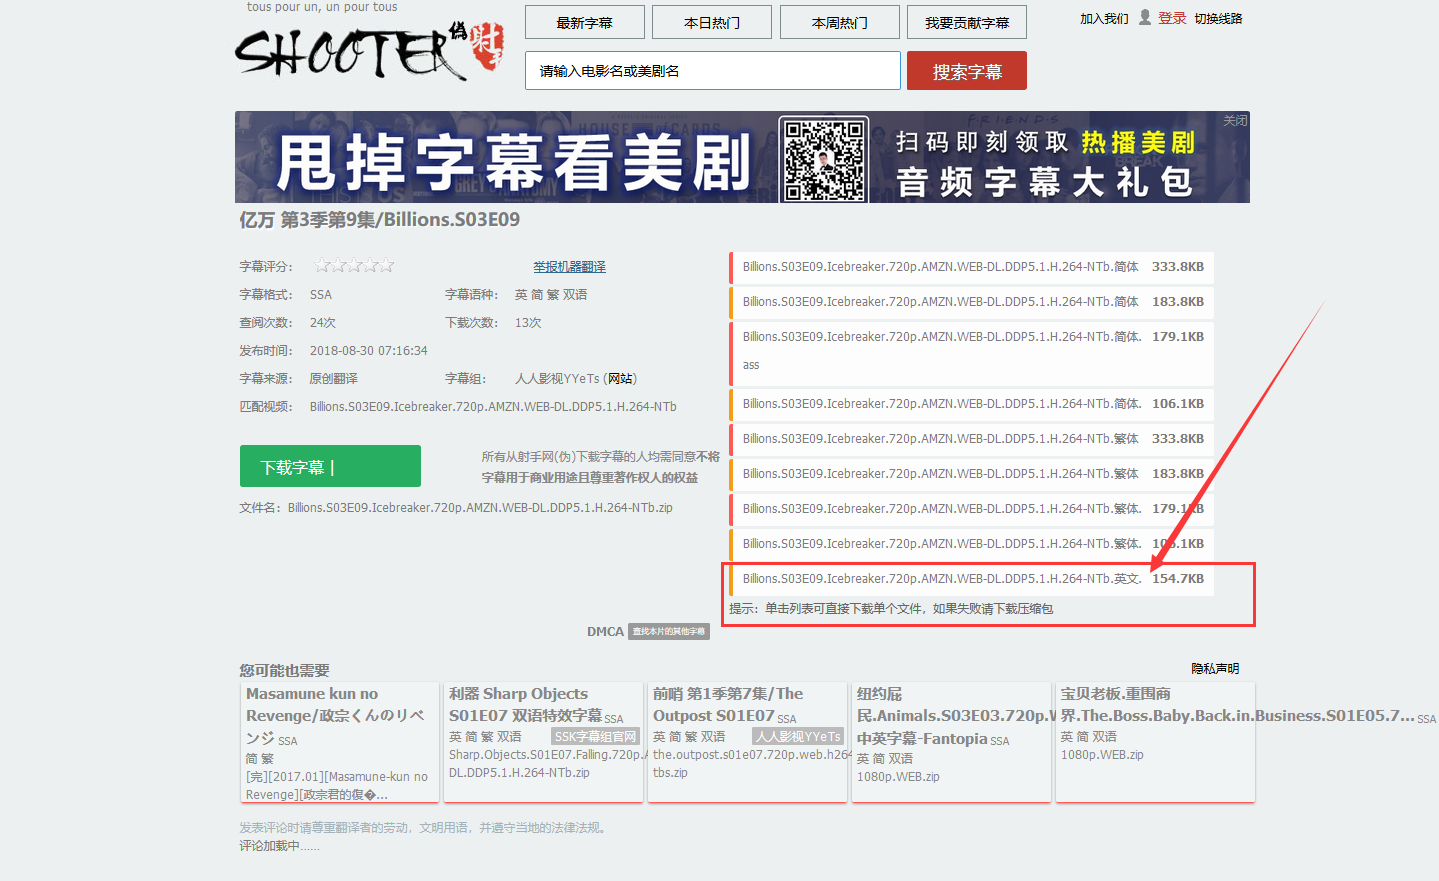 tous pour un, un pour tous
SHOOTER 偽 射手
最新字幕
本日热门
本周热门
我要贡献字幕
加入我们 登录 切换线路
请输入电影名或美剧名
搜索字幕
甩掉字幕看美剧
扫码即刻领取 热播美剧
音频字幕大礼包
关闭
亿万 第3季第9集/Billions.S03E09
字幕评分:
举报机器翻译
字幕格式: SSA 字幕语种: 英 简 繁 双语
查阅次数: 24次 下载次数: 13次
发布时间: 2018-08-30 07:16:34
字幕来源: 原创翻译 字幕组: 人人影视YYeTs (网站)
匹配视频: Billions.S03E09.Icebreaker.720p.AMZN.WEB-DL.DDP5.1.H.264-NTb
下载字幕 |
所有从射手网(伪)下载字幕的人均需同意不将
字幕用于商业用途且尊重著作权人的权益
文件名: Billions.S03E09.Icebreaker.720p.AMZN.WEB-DL.DDP5.1.H.264-NTb.zip
Billions.S03E09.Icebreaker.720p.AMZN.WEB-DL.DDP5.1.H.264-NTb.简体 333.8KB
Billions.S03E09.Icebreaker.720p.AMZN.WEB-DL.DDP5.1.H.264-NTb.简体 183.8KB
Billions.S03E09.Icebreaker.720p.AMZN.WEB-DL.DDP5.1.H.264-NTb.简体. 179.1KB
ass
Billions.S03E09.Icebreaker.720p.AMZN.WEB-DL.DDP5.1.H.264-NTb.简体. 106.1KB
Billions.S03E09.Icebreaker.720p.AMZN.WEB-DL.DDP5.1.H.264-NTb.繁体 333.8KB
Billions.S03E09.Icebreaker.720p.AMZN.WEB-DL.DDP5.1.H.264-NTb.繁体 183.8KB
Billions.S03E09.Icebreaker.720p.AMZN.WEB-DL.DDP5.1.H.264-NTb.繁体. 179.1KB
Billions.S03E09.Icebreaker.720p.AMZN.WEB-DL.DDP5.1.H.264-NTb.繁体. 106.1KB
Billions.S03E09.Icebreaker.720p.AMZN.WEB-DL.DDP5.1.H.264-NTb.英文. 154.7KB
提示：单击列表可直接下载单个文件，如果失败请下载压缩包
DMCA 查找本片的其他字幕
您可能也需要
隐私声明
Masamune kun no
Revenge/政宗くんのリベ
ンジ SSA
简 繁
[完][2017.01][Masamune-kun no
Revenge][政宗君的復�...
利器 Sharp Objects
S01E07 双语特效字幕 SSA
英 简 繁 双语 SSK字幕组官网
Sharp.Objects.S01E07.Falling.720p.A
DL.DDP5.1.H.264-NTb.zip
前哨 第1季第7集/The
Outpost S01E07 SSA
英 简 繁 双语 人人影视YYeTs
the.outpost.s01e07.720p.web.h264
tbs.zip
纽约屁
民.Animals.S03E03.720p.W
中英字幕-Fantopia SSA
英 简 双语
1080p.WEB.zip
宝贝老板.重围商
界.The.Boss.Baby.Back.in.Business.S01E05.7... SSA
英 简 双语
1080p.WEB.zip
发表评论时请尊重翻译者的劳动，文明用语，并遵守当地的法律法规。
评论加载中......